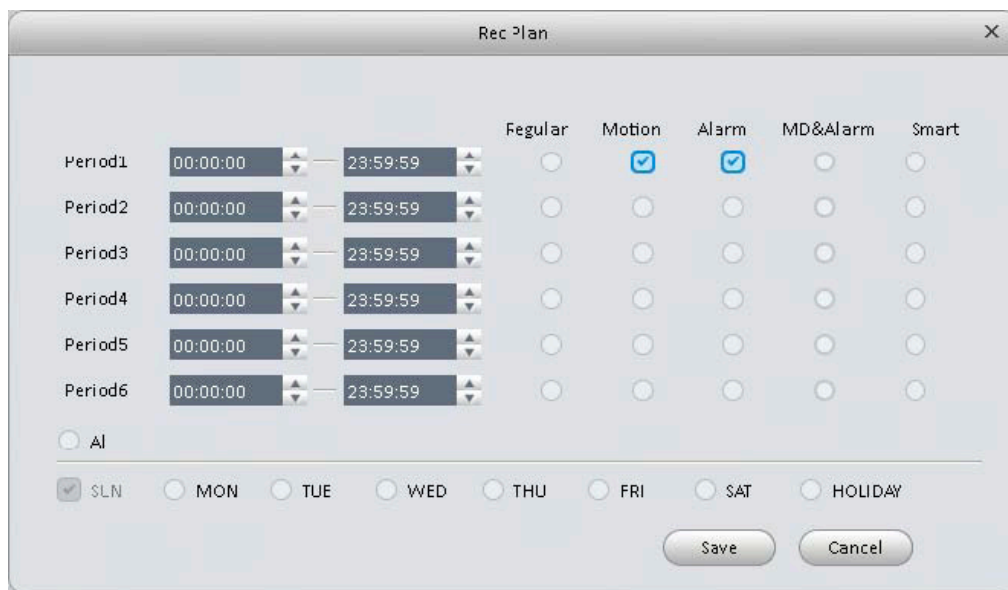 Rec Plan
Regular Motion Alarm MD&Alarm Smart
Period1 00:00:00 23:59:59
Period2 00:00:00 23:59:59
Period3 00:00:00 23:59:59
Period4 00:00:00 23:59:59
Period5 00:00:00 23:59:59
Period6 00:00:00 23:59:59
Al
SUN MON TUE WED THU FRI SAT HOLIDAY
Save Cancel